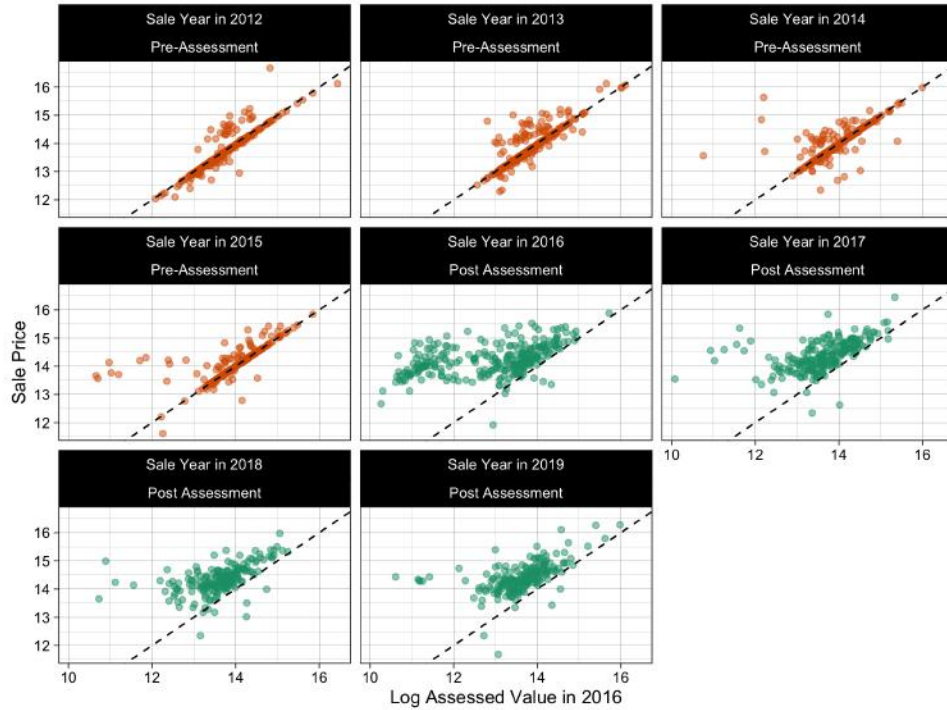 Sale Year in 2012
Pre-Assessment
Sale Year in 2013
Pre-Assessment
Sale Year in 2014
Pre-Assessment
16
15
14
13
12
Sale Year in 2015
Pre-Assessment
Sale Year in 2016
Post Assessment
Sale Year in 2017
Post Assessment
Sale Price
16
15
14
13
12
10
12
14
16
Sale Year in 2018
Post Assessment
Sale Year in 2019
Post Assessment
16
15
14
13
12
10
12
14
16
10
12
14
16
Log Assessed Value in 2016